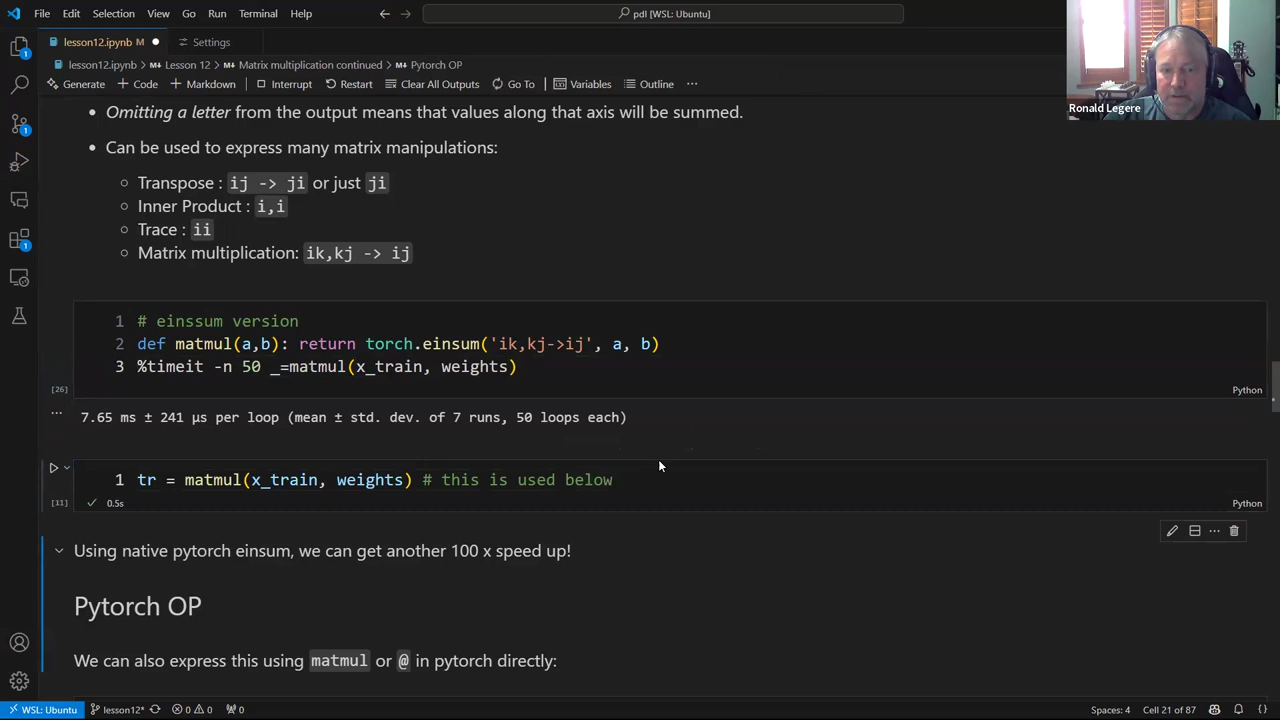 File Edit Selection View Go Run Terminal Help
pdl [WSL: Ubuntu]
lesson12.ipynb M
Settings
lesson12.ipynb > Lesson 12 > Matrix multiplication continued > Pytorch OP
Generate + Code + Markdown Interrupt Restart Clear All Outputs Go To Variables Outline ...
Ronald Legere
• Omitting a letter from the output means that values along that axis will be summed.
• Can be used to express many matrix manipulations:
Transpose : ij -> ji or just ji
Inner Product : i,i
Trace : ii
Matrix multiplication: ik,kj -> ij
1 # einssum version
2 def matmul(a,b): return torch.einsum('ik,kj->ij', a, b)
3 %timeit -n 50 _=matmul(x_train, weights)
[26]
Python
... 7.65 ms ± 241 μs per loop (mean ± std. dev. of 7 runs, 50 loops each)
1 tr = matmul(x_train, weights) # this is used below
[11] 0.5s
Python
Using native pytorch einsum, we can get another 100 x speed up!
Pytorch OP
We can also express this using matmul or @ in pytorch directly:
WSL: Ubuntu lesson12* 0 0 0 Spaces: 4 Cell 21 of 87
1
1
1